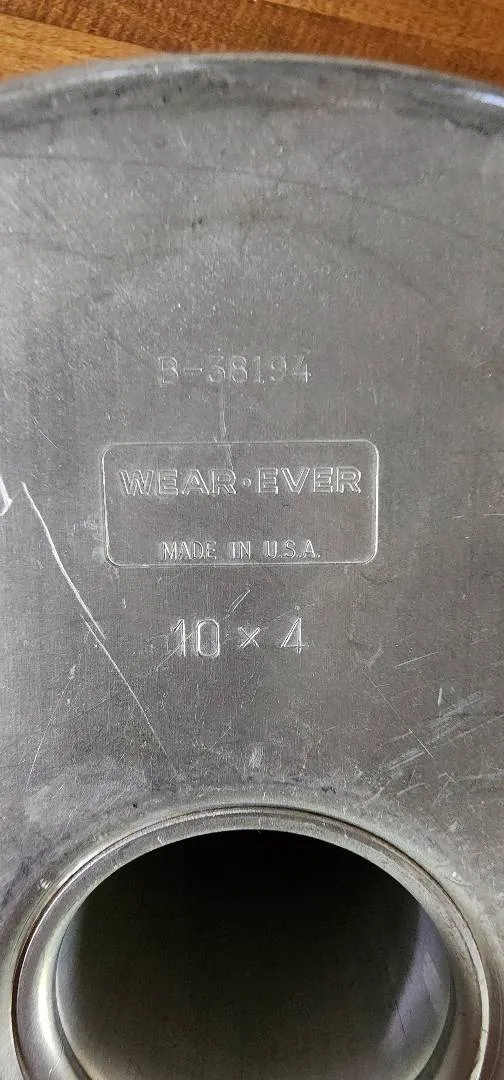 B-38194
WEAR·EVER
MADE IN U.S.A.
10 × 4